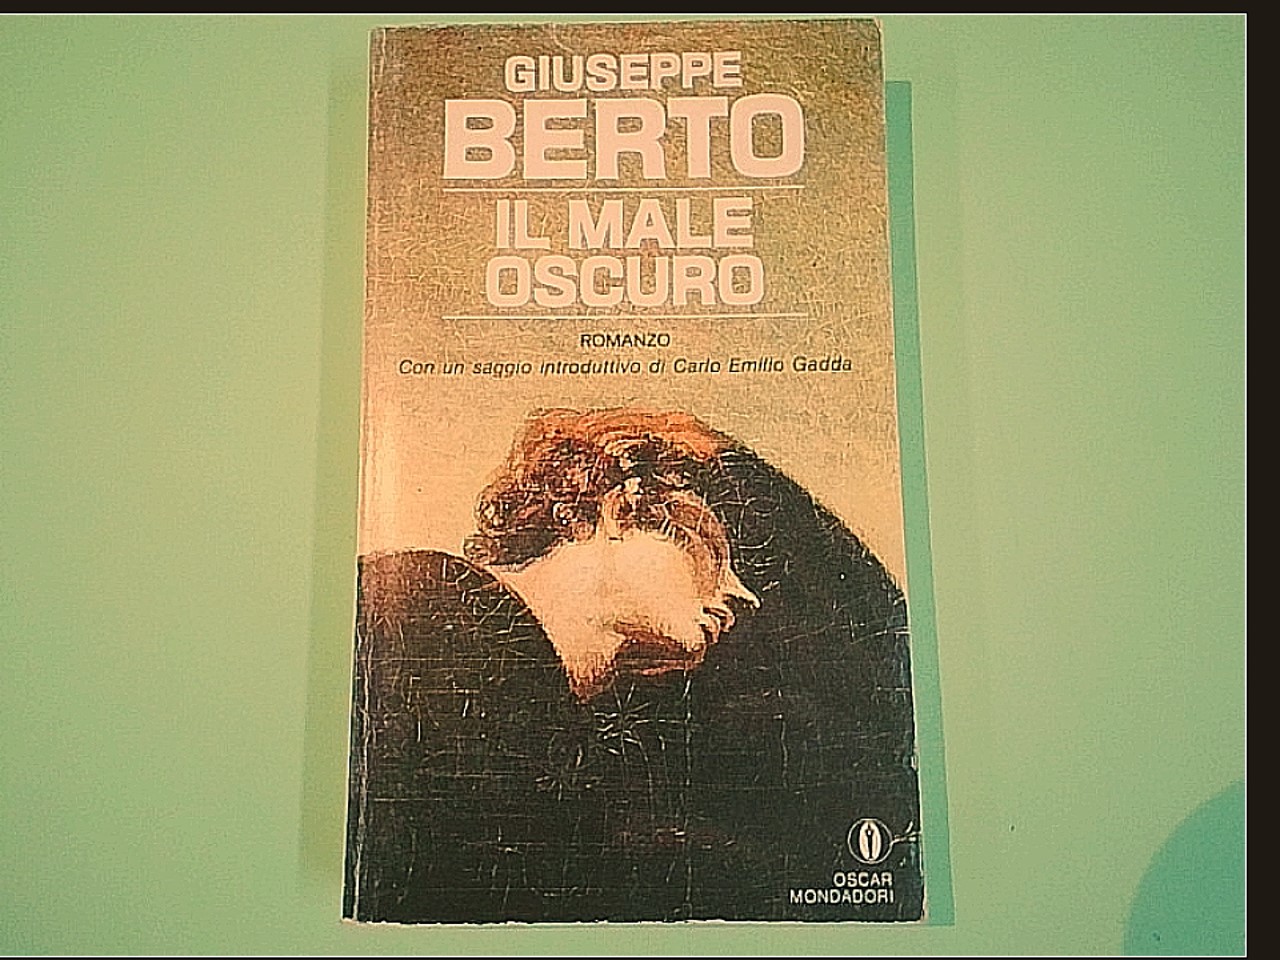 GIUSEPPE
BERTO
IL MALE
OSCURO
ROMANZO
Con un saggio introduttivo di Carlo Emilio Gadda
OSCAR
MONDADORI